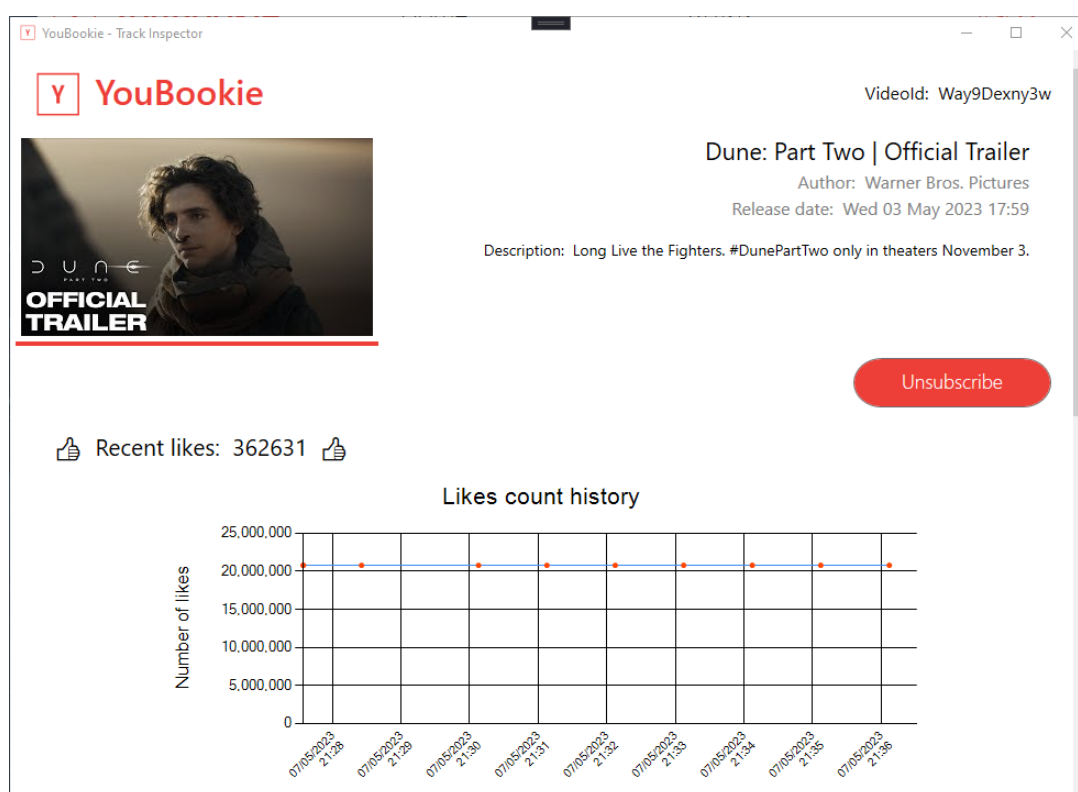 YouBookie - Track Inspector
Y YouBookie
VideoId: Way9Dexny3w
Dune: Part Two | Official Trailer
Author: Warner Bros. Pictures
Release date: Wed 03 May 2023 17:59
Description: Long Live the Fighters. #DunePartTwo only in theaters November 3.
DUNE
PART TWO
OFFICIAL
TRAILER
Unsubscribe
Recent likes: 362631
Likes count history
Number of likes
25,000,000
20,000,000
15,000,000
10,000,000
5,000,000
0
07/05/2023 21:28
07/05/2023 21:29
07/05/2023 21:30
07/05/2023 21:31
07/05/2023 21:32
07/05/2023 21:33
07/05/2023 21:34
07/05/2023 21:35
07/05/2023 21:36